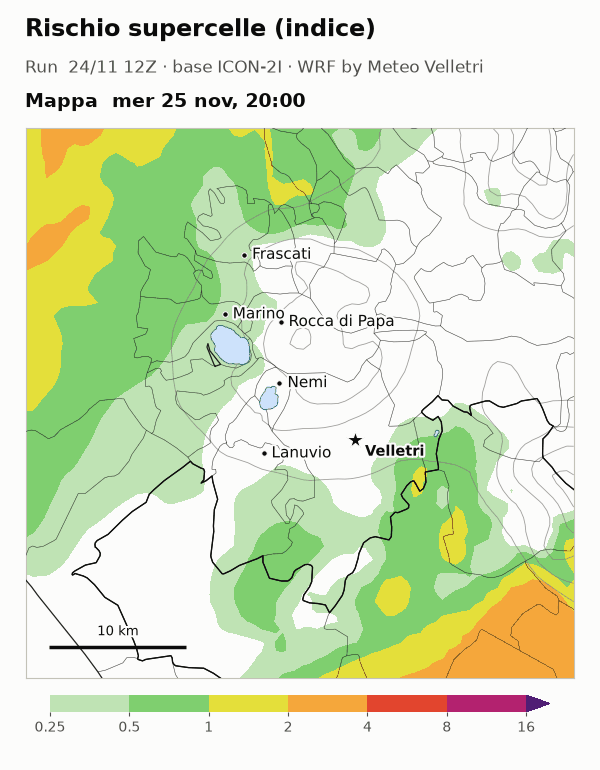 Rischio supercelle (indice)
Run  24/11 12Z · base ICON-2I · WRF by Meteo Velletri
Mappa  mer 25 nov, 20:00
Frascati
Marino
Rocca di Papa
Nemi
Velletri
Lanuvio
10 km
0.25 0.5 1 2 4 8 16